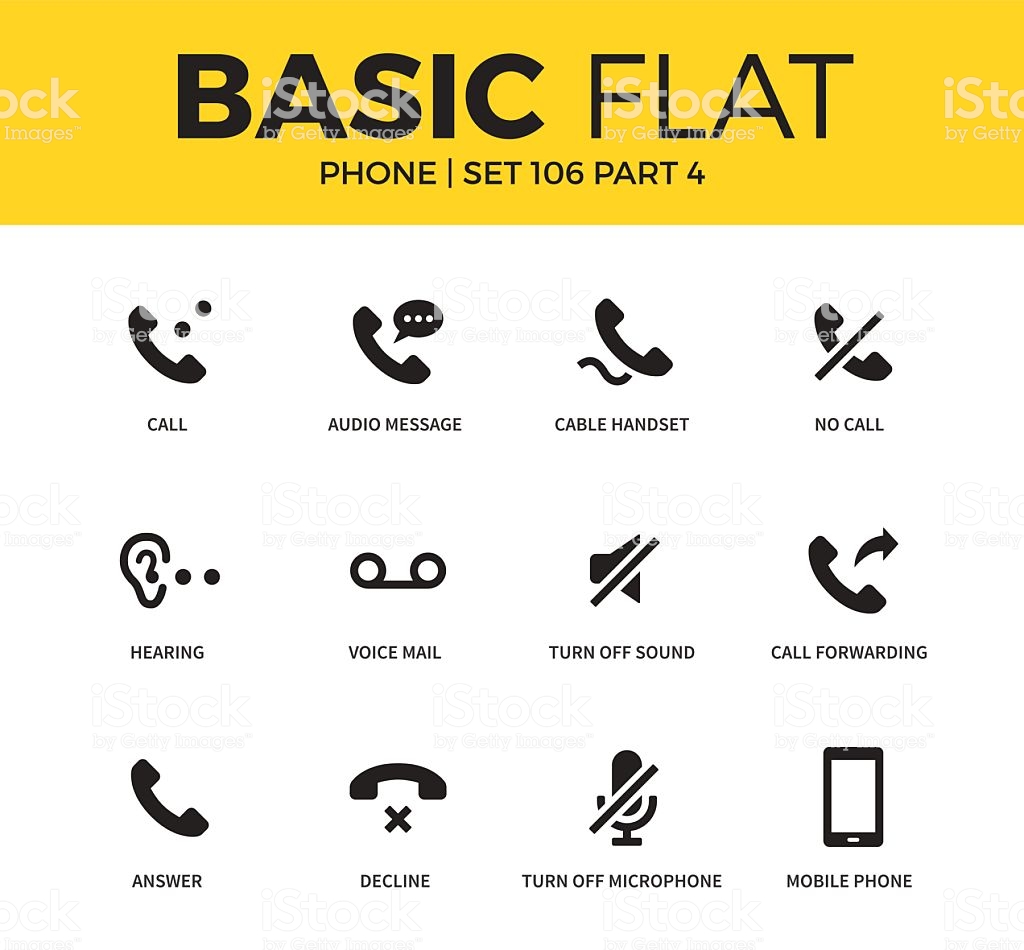 BASIC FLAT
PHONE | SET 106 PART 4
CALL
AUDIO MESSAGE
CABLE HANDSET
NO CALL
HEARING
VOICE MAIL
TURN OFF SOUND
CALL FORWARDING
ANSWER
DECLINE
TURN OFF MICROPHONE
MOBILE PHONE
iStock
by Getty Images™